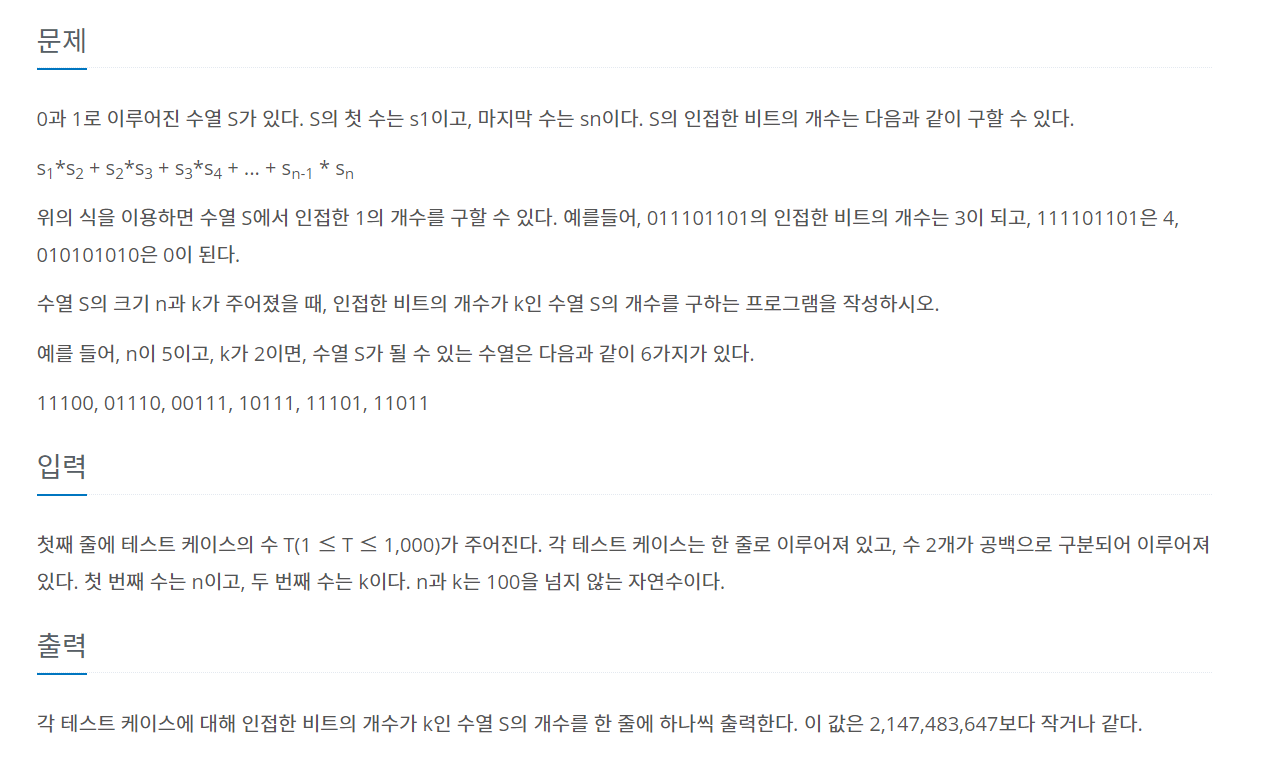 문제
0과 1로 이루어진 수열 S가 있다. S의 첫 수는 s1이고, 마지막 수는 sn이다. S의 인접한 비트의 개수는 다음과 같이 구할 수 있다.
s1*s2 + s2*s3 + s3*s4 + ... + sn-1 * sn
위의 식을 이용하면 수열 S에서 인접한 1의 개수를 구할 수 있다. 예를들어, 011101101의 인접한 비트의 개수는 3이 되고, 111101101은 4,
010101010은 0이 된다.
수열 S의 크기 n과 k가 주어졌을 때, 인접한 비트의 개수가 k인 수열 S의 개수를 구하는 프로그램을 작성하시오.
예를 들어, n이 5이고, k가 2이면, 수열 S가 될 수 있는 수열은 다음과 같이 6가지가 있다.
11100, 01110, 00111, 10111, 11101, 11011
입력
첫째 줄에 테스트 케이스의 수 T(1 ≤ T ≤ 1,000)가 주어진다. 각 테스트 케이스는 한 줄로 이루어져 있고, 수 2개가 공백으로 구분되어 이루어져
있다. 첫 번째 수는 n이고, 두 번째 수는 k이다. n과 k는 100을 넘지 않는 자연수이다.
출력
각 테스트 케이스에 대해 인접한 비트의 개수가 k인 수열 S의 개수를 한 줄에 하나씩 출력한다. 이 값은 2,147,483,647보다 작거나 같다.